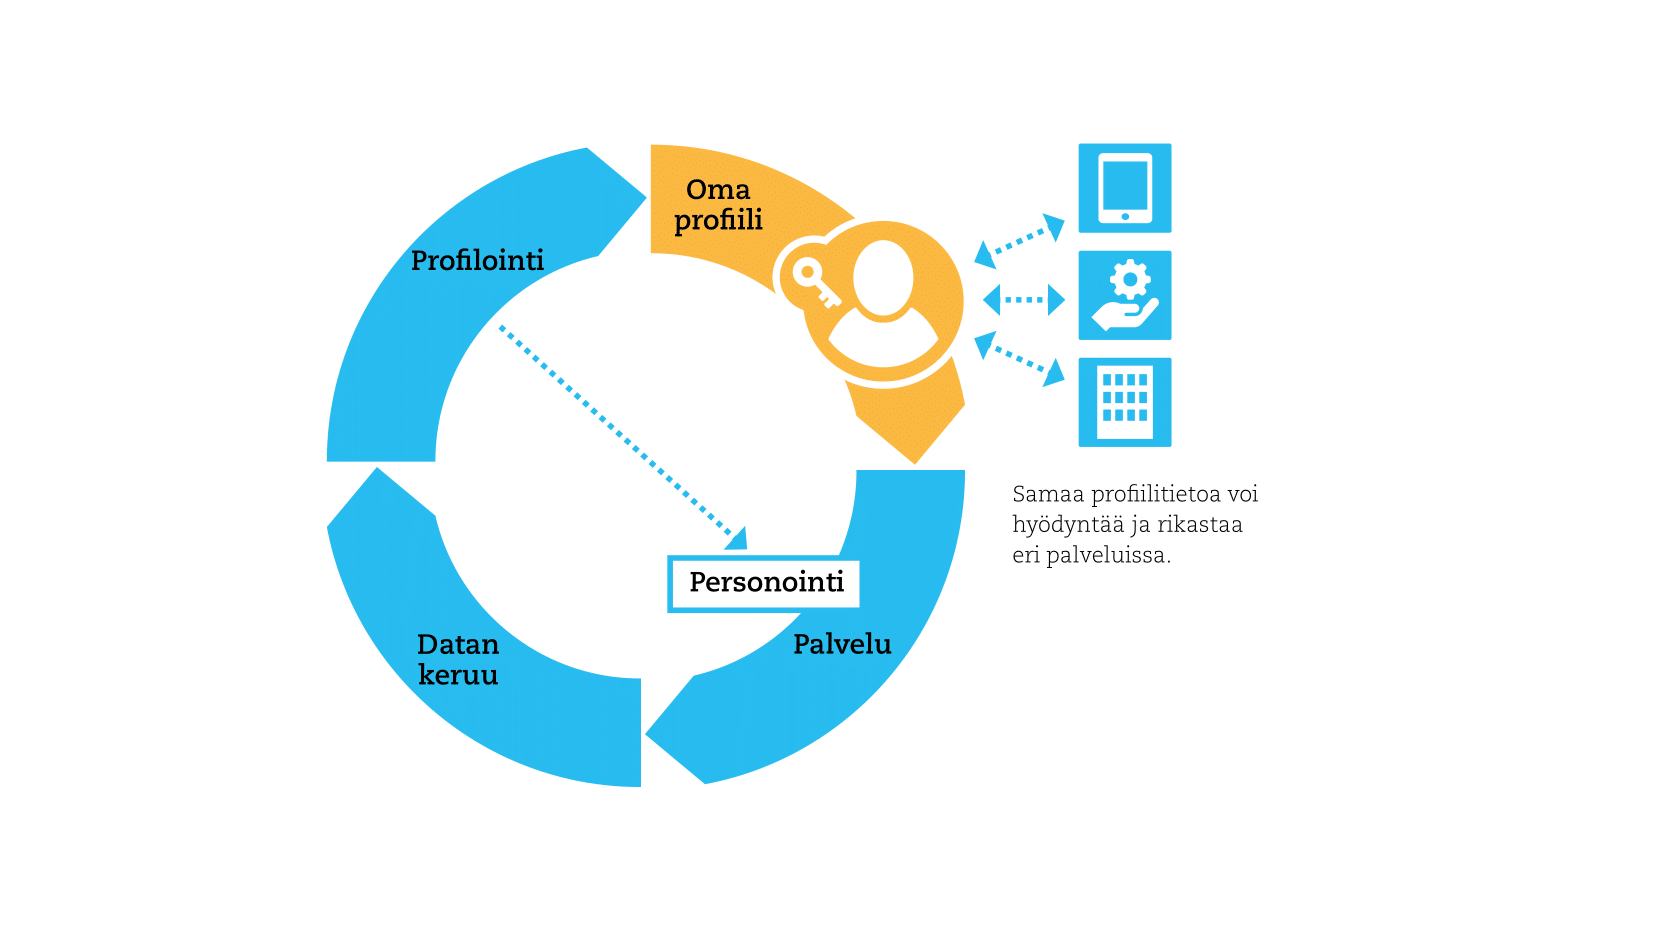 Oma
profiili
Profilointi
Samaa profiilitietoa voi
hyödyntää ja rikastaa
eri palveluissa.
Personointi
Palvelu
Datan
keruu